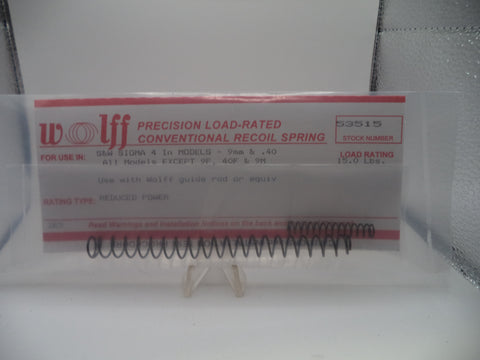 wolff
PRECISION LOAD-RATED
CONVENTIONAL RECOIL SPRING
53515
STOCK NUMBER
FOR USE IN: S&W SIGMA 4 In MODELS - 9mm & .40
All Models EXCEPT 9F, 40F & 9M
LOAD RATING
15.0 Lbs.
Use with Wolff guide rod or equiv
RATING TYPE: REDUCED POWER
Read Warnings and Installation Notices on the back and